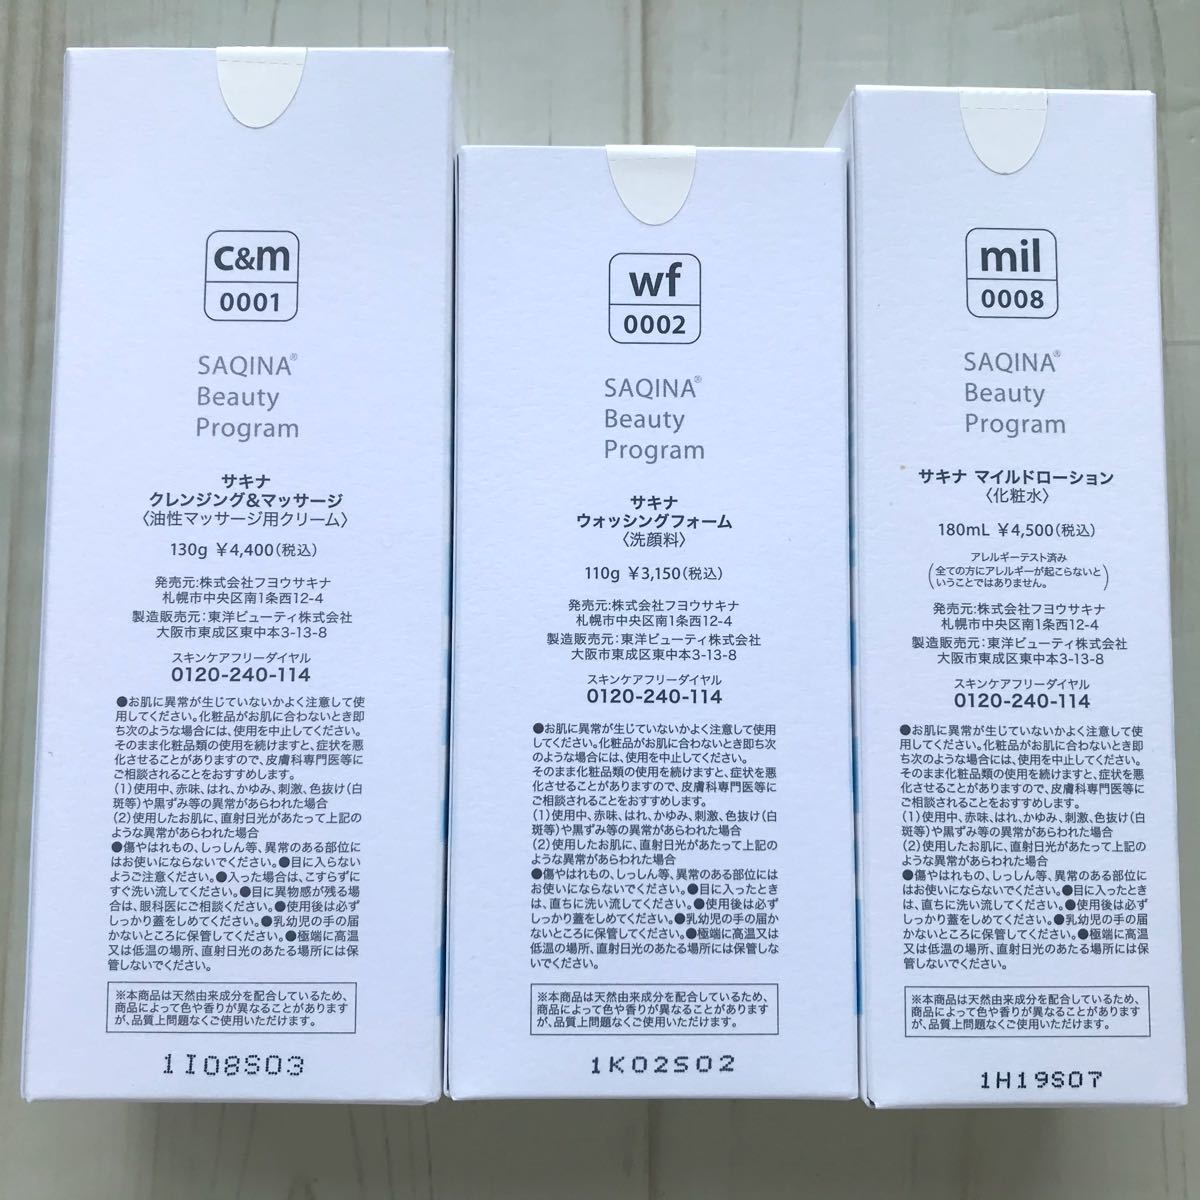 c&m
0001
SAQINA®
Beauty
Program
サキナ
クレンジング&マッサージ
〈油性マッサージ用クリーム〉
130g ￥4,400(税込)
発売元:株式会社フヨウサキナ
札幌市中央区南1条西12-4
製造販売元:東洋ビューティ株式会社
大阪市東成区東中本3-13-8
スキンケアフリーダイヤル
0120-240-114
●お肌に異常が生じていないかよく注意して使
用してください。化粧品がお肌に合わないとき即
ち次のような場合には、使用を中止してください。
そのまま化粧品類の使用を続けますと、症状を悪
化させることがありますので、皮膚科専門医等に
ご相談されることをおすすめします。
(1)使用中、赤味、はれ、かゆみ、刺激、色抜け(白
斑等)や黒ずみ等の異常があらわれた場合
(2)使用したお肌に、直射日光があたって上記の
ような異常があらわれた場合
●傷やはれもの、しっしん等、異常のある部位に
はお使いにならないでください。●目に入らない
ようご注意ください。●入った場合は、こすらずに
すぐ洗い流してください。●目に異物感が残る場
合は、眼科医にご相談ください。●使用後は必ず
しっかり蓋をしめてください。●乳幼児の手の届
かないところに保管してください。●極端に高温
又は低温の場所、直射日光のあたる場所には保
管しないでください。
※本商品は天然由来成分を配合しているため、
商品によって色や香りが異なることがあります
が、品質上問題なくご使用いただけます。
1I08S03
wf
0002
SAQINA®
Beauty
Program
サキナ
ウォッシングフォーム
〈洗顔料〉
110g ￥3,150(税込)
発売元:株式会社フヨウサキナ
札幌市中央区南1条西12-4
製造販売元:東洋ビューティ株式会社
大阪市東成区東中本3-13-8
スキンケアフリーダイヤル
0120-240-114
●お肌に異常が生じていないかよく注意して使用
してください。化粧品がお肌に合わないとき即ち次
のような場合には、使用を中止してください。
そのまま化粧品類の使用を続けますと、症状を悪
化させることがありますので、皮膚科専門医等に
ご相談されることをおすすめします。
(1)使用中、赤味、はれ、かゆみ、刺激、色抜け(白
斑等)や黒ずみ等の異常があらわれた場合
(2)使用したお肌に、直射日光があたって上記の
ような異常があらわれた場合
●傷やはれもの、しっしん等、異常のある部位には
お使いにならないでください。●目に入ったとき
は、直ちに洗い流してください。●使用後は必ず
しっかり蓋をしめてください。●乳幼児の手の届か
ないところに保管してください。●極端に高温又は
低温の場所、直射日光のあたる場所には保管しな
いでください。
※本商品は天然由来成分を配合しているため、
商品によって色や香りが異なることがあります
が、品質上問題なくご使用いただけます。
1K02S02
mil
0008
SAQINA®
Beauty
Program
サキナ マイルドローション
〈化粧水〉
180mL ￥4,500(税込)
アレルギーテスト済み
(全ての方にアレルギーが起こらないと
いうことではありません。)
発売元:株式会社フヨウサキナ
札幌市中央区南1条西12-4
製造販売元:東洋ビューティ株式会社
大阪市東成区東中本3-13-8
スキンケアフリーダイヤル
0120-240-114
●お肌に異常が生じていないかよく注意して使用
してください。化粧品がお肌に合わないとき即
ち次のような場合には、使用を中止してください。
そのまま化粧品類の使用を続けますと、症状を悪
化させることがありますので、皮膚科専門医等に
ご相談されることをおすすめします。
(1)使用中、赤味、はれ、かゆみ、刺激、色抜け(白
斑等)や黒ずみ等の異常があらわれた場合
(2)使用したお肌に、直射日光があたって上記の
ような異常があらわれた場合
●傷やはれもの、しっしん等、異常のある部位に
はお使いにならないでください。●目に入ったとき
は、直ちに洗い流してください。●使用後は必ず
しっかり蓋をしめてください。●乳幼児の手の届
かないところに保管してください。●極端に高温
又は低温の場所、直射日光のあたる場所には保
管しないでください。
※本商品は天然由来成分を配合しているため、
商品によって色や香りが異なることがあります
が、品質上問題なくご使用いただけます。
1H19S07